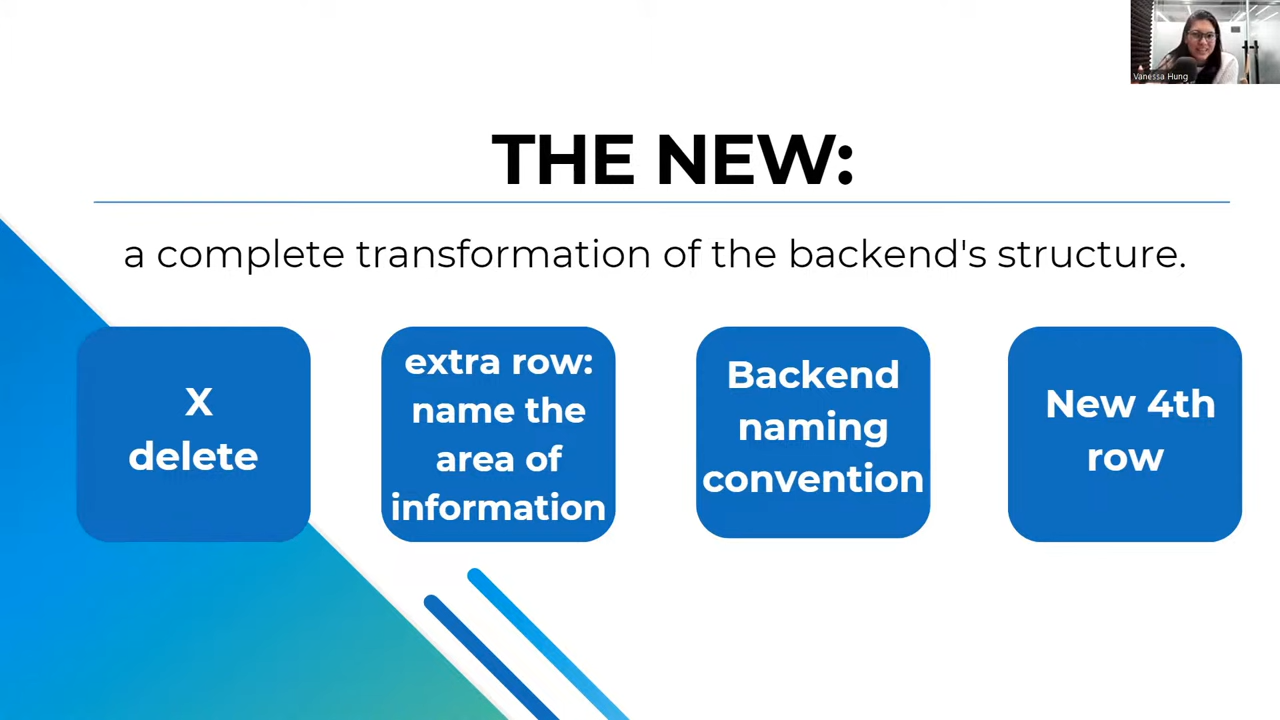 Vanessa Hung
THE NEW:
a complete transformation of the backend's structure.
X
delete
extra row:
name the
area of
information
Backend
naming
convention
New 4th
row